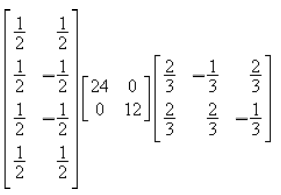 [ 1/2 1/2 ]
[ 1/2 -1/2 ]
[ 1/2 -1/2 ]
[ 1/2 1/2 ]
[ 24 0 ]
[ 0 12 ]
[ 2/3 -1/3 2/3 ]
[ 2/3 2/3 -1/3 ]